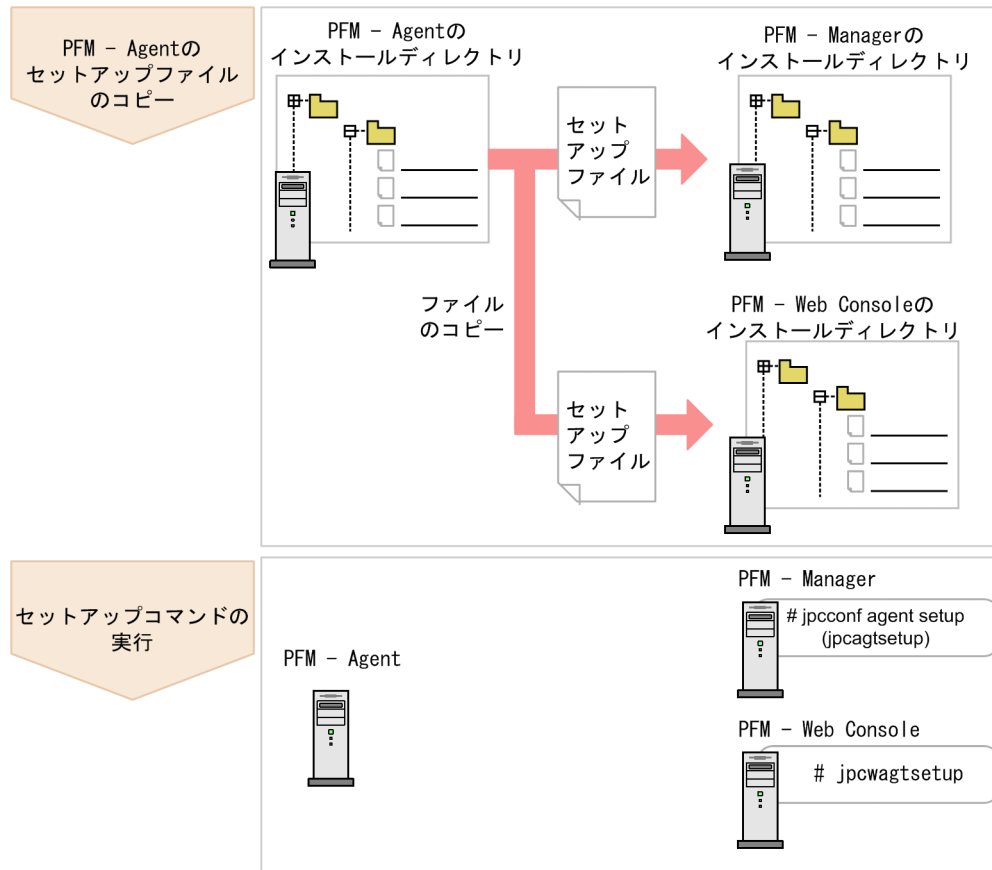 PFM - Agentの
セットアップファイル
のコピー
PFM - Agentの
インストールディレクトリ
PFM - Managerの
インストールディレクトリ
セット
アップ
ファイル
ファイル
のコピー
PFM - Web Consoleの
インストールディレクトリ
セット
アップ
ファイル
セットアップコマンドの
実行
PFM - Agent
PFM - Manager
# jpcconf agent setup
(jpcagtsetup)
PFM - Web Console
# jpcwagtsetup